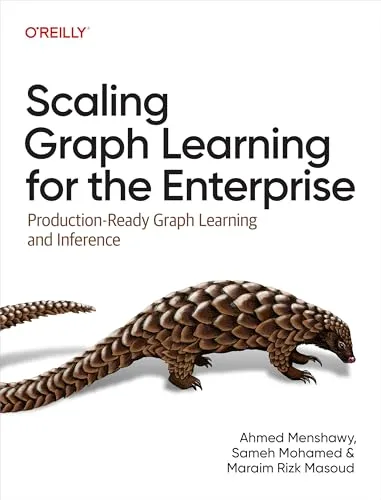 O'REILLY®
Scaling
Graph Learning
for the Enterprise
Production-Ready Graph Learning
and Inference
Ahmed Menshawy,
Sameh Mohamed &
Maraim Rizk Masoud